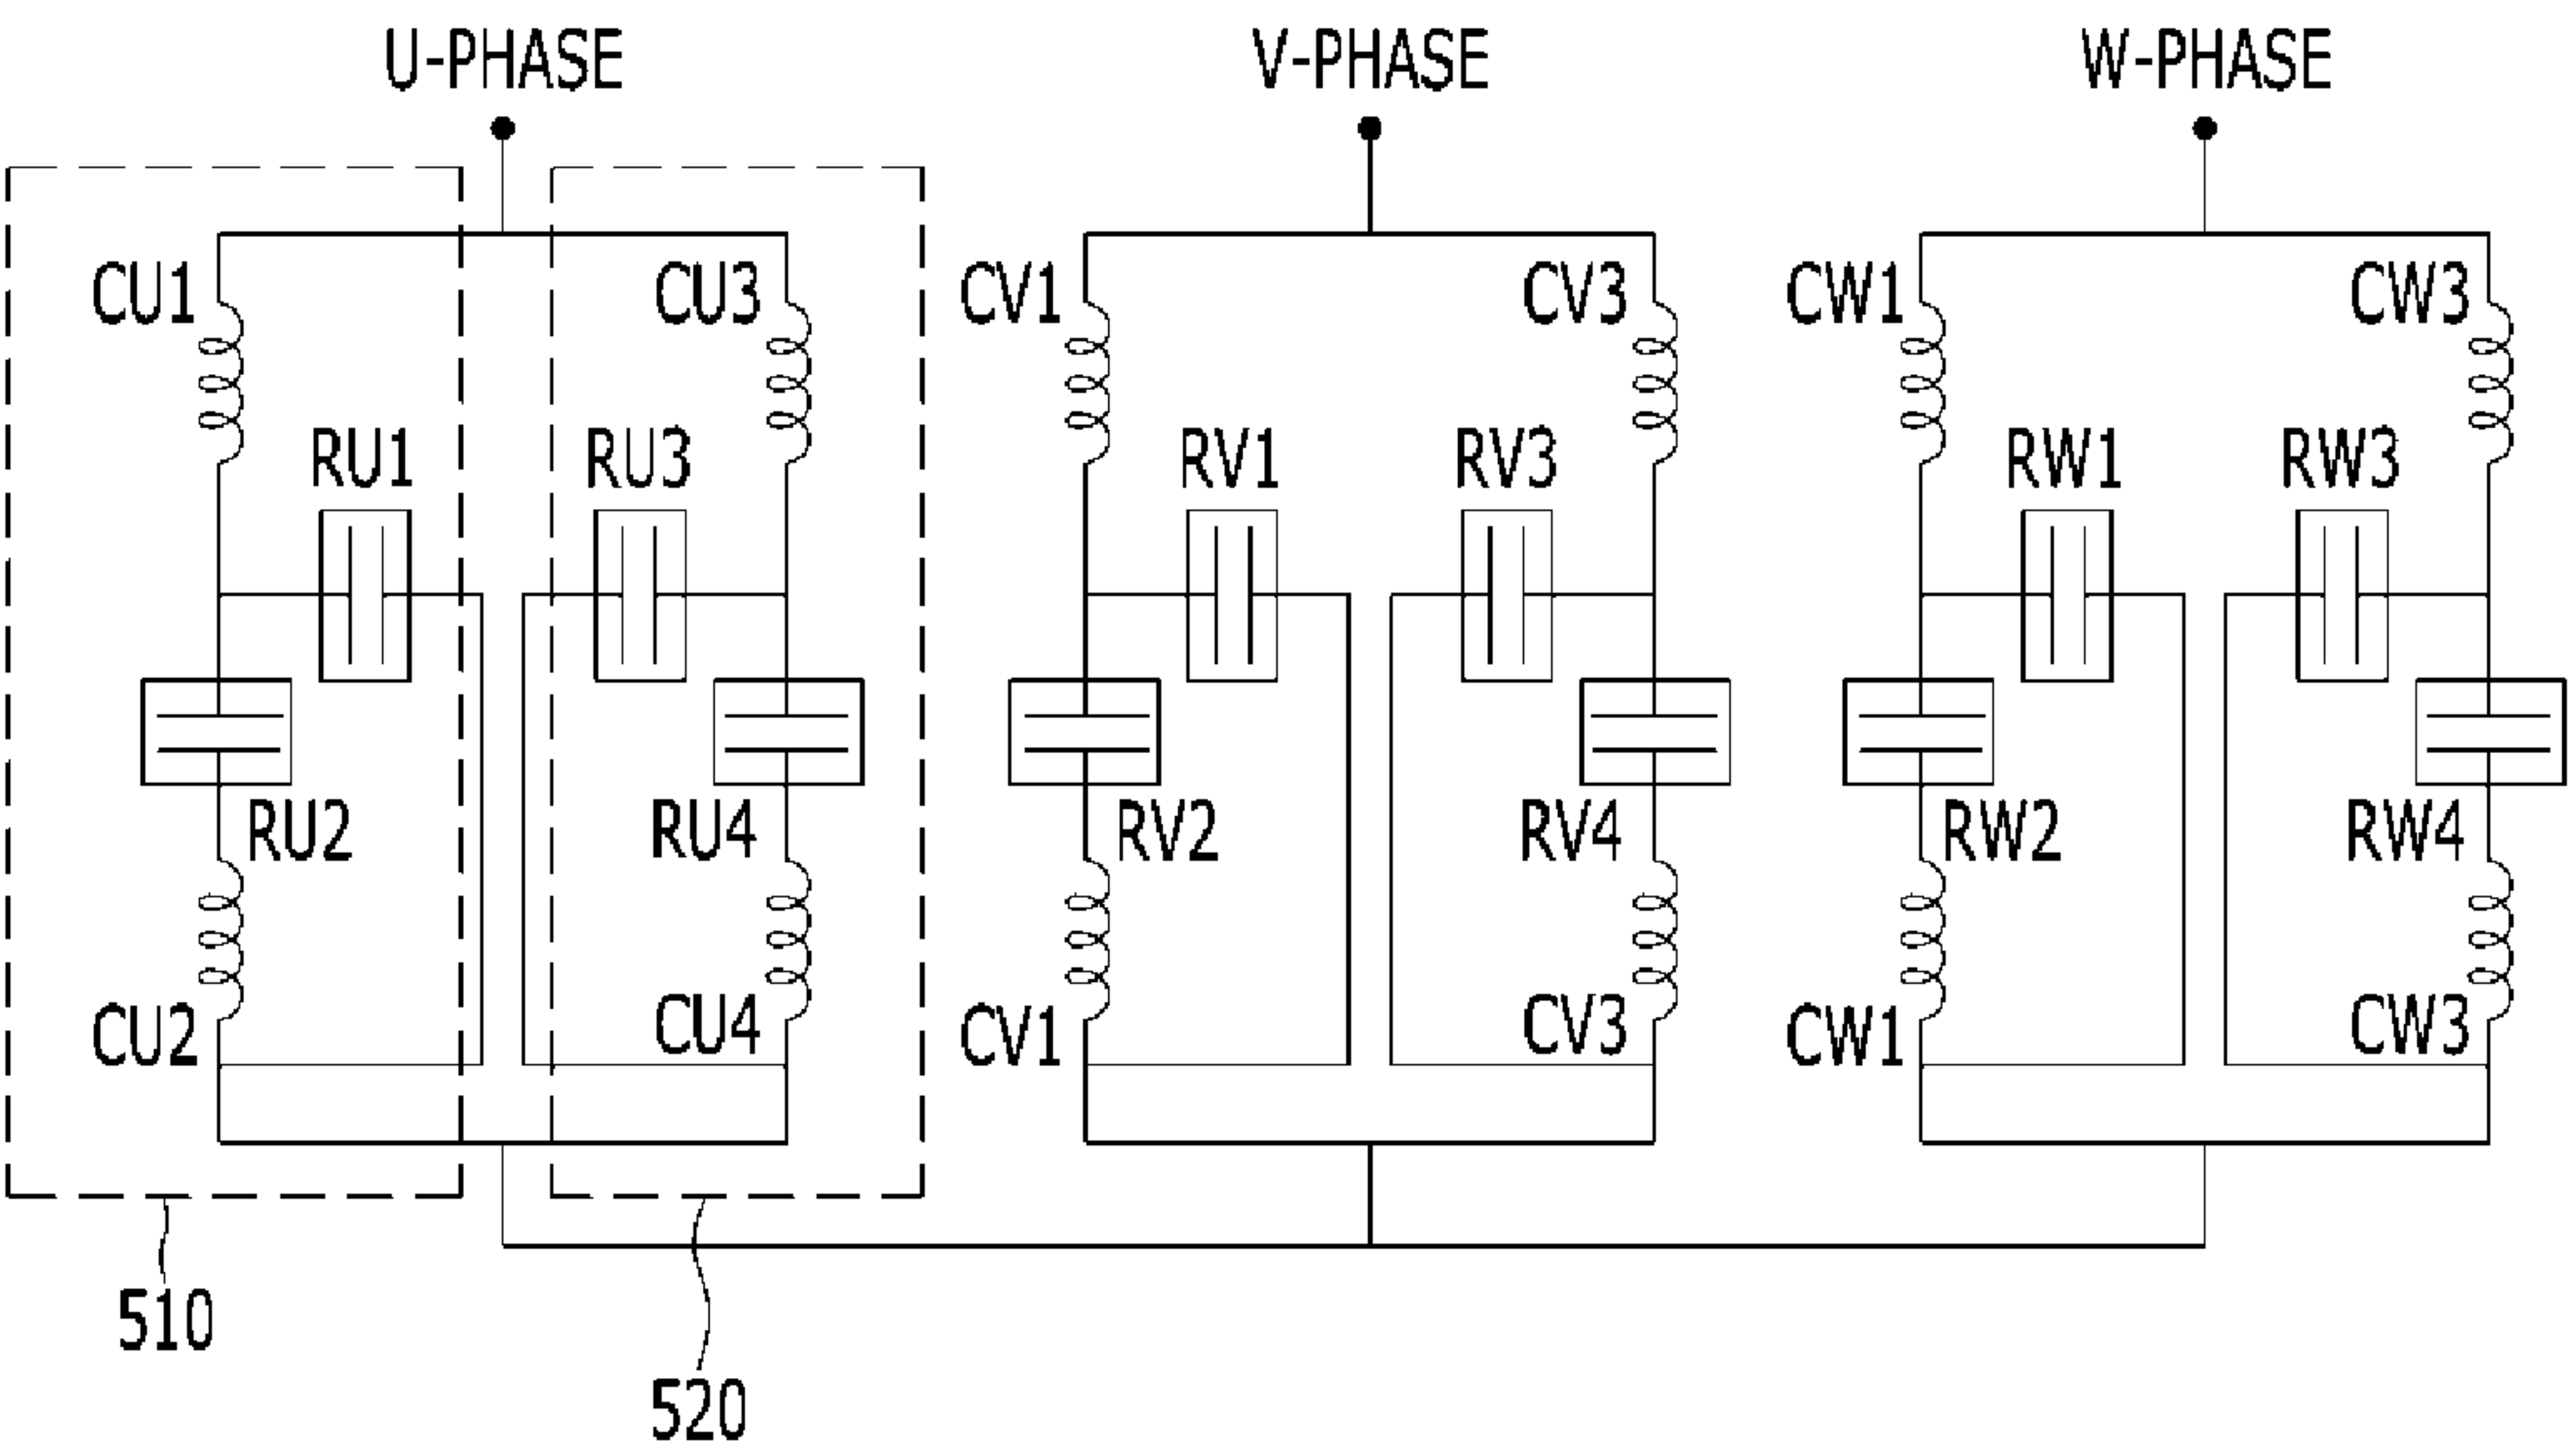 U-PHASE V-PHASE W-PHASE
CU1 CU3 CV1 CV3 CW1 CW3
RU1 RU3 RV1 RV3 RW1 RW3
RU2 RU4 RV2 RV4 RW2 RW4
CU2 CU4 CV1 CV3 CW1 CW3
510
520